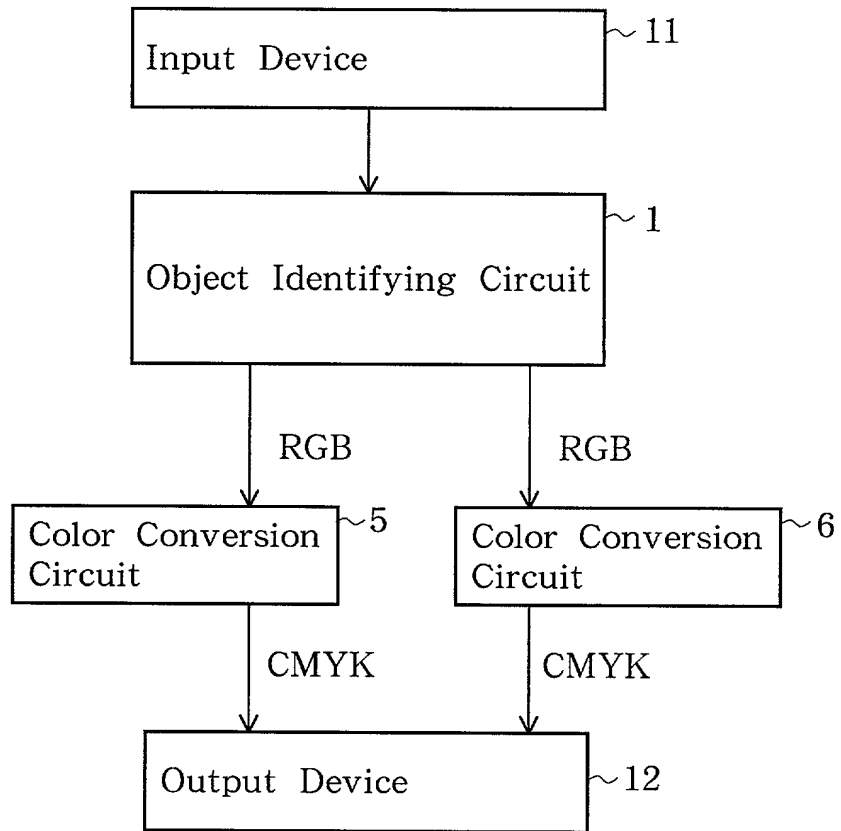 Input Device
11
Object Identifying Circuit
1
RGB
RGB
Color Conversion
Circuit
5
Color Conversion
Circuit
6
CMYK
CMYK
Output Device
12